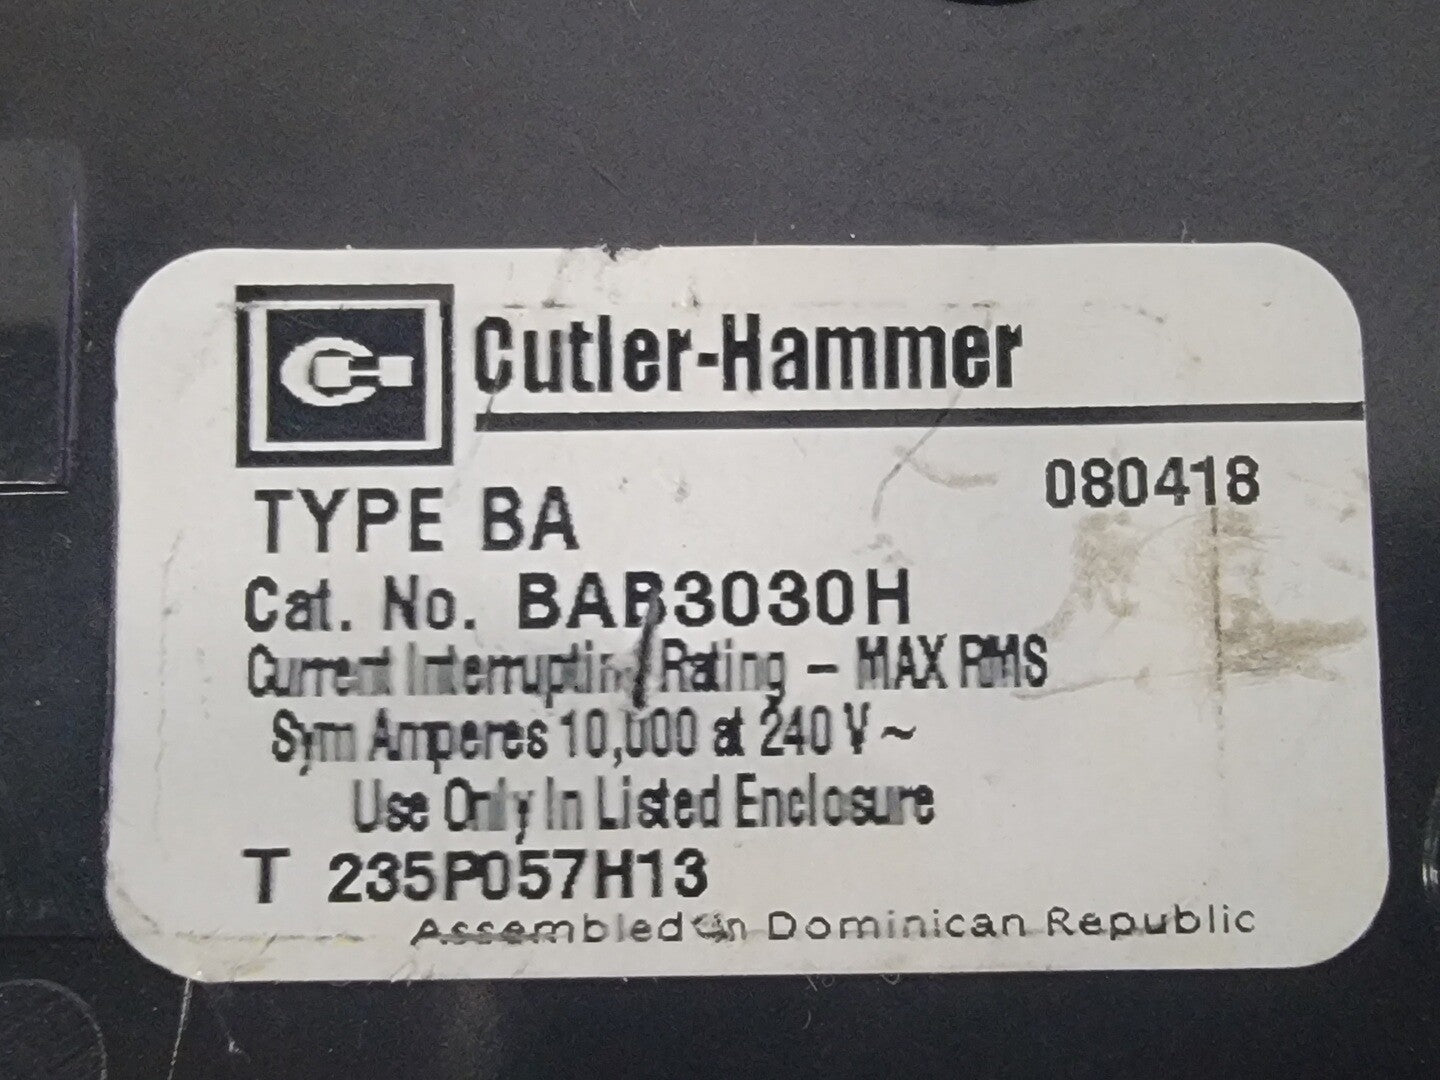 Cutler-Hammer
080418
TYPE BA
Cat. No. BAB3030H
Current Interrupting Rating – MAX RMS
Sym Amperes 10,000 at 240 V ~
Use Only In Listed Enclosure
T 235P057H13
Assembled in Dominican Republic